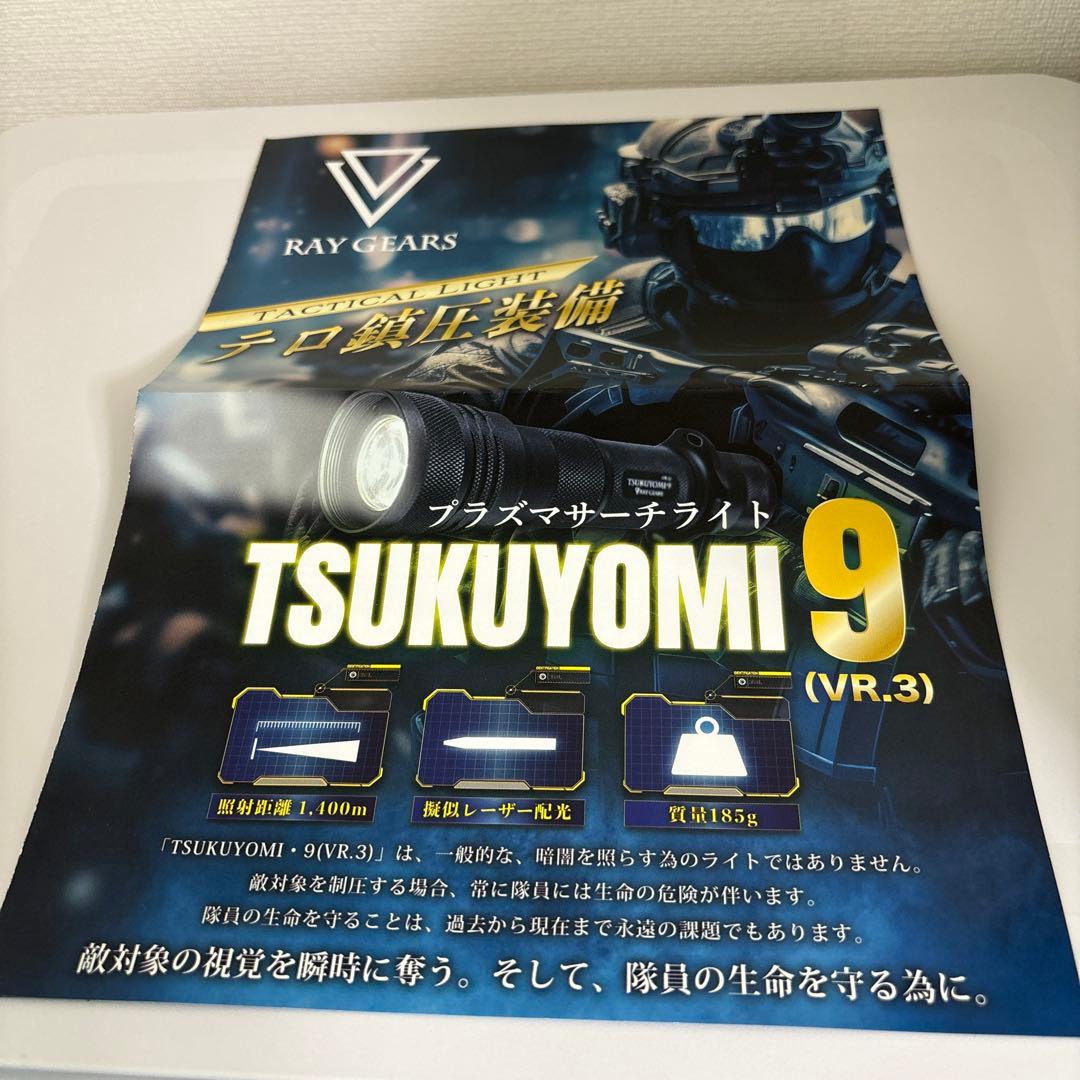 RAY GEARS
TACTICAL LIGHT
テロ鎮圧装備
TSUKUYOMI・9
RAY GEARS
プラズマサーチライト
TSUKUYOMI 9
(VR.3)
IDENTIFICATION
IDENTIFICATION
IDENTIFICATION
照射距離 1,400m
擬似レーザー配光
質量185g
「TSUKUYOMI・9(VR.3)」は、一般的な、暗闇を照らす為のライトではありません。
敵対象を制圧する場合、常に隊員には生命の危険が伴います。
隊員の生命を守ることは、過去から現在まで永遠の課題でもあります。
敵対象の視覚を瞬時に奪う。そして、隊員の生命を守る為に。